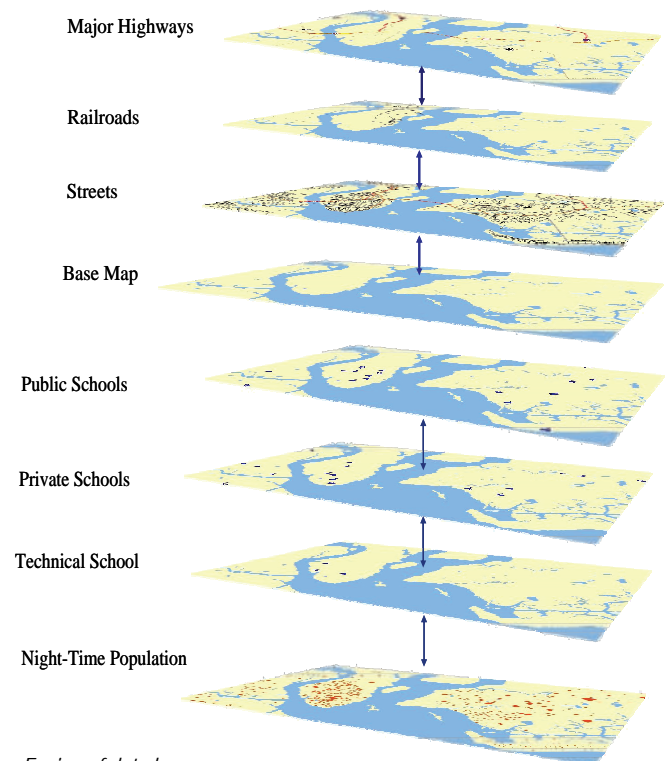 Major Highways
Railroads
Streets
Base Map
Public Schools
Private Schools
Technical School
Night-Time Population